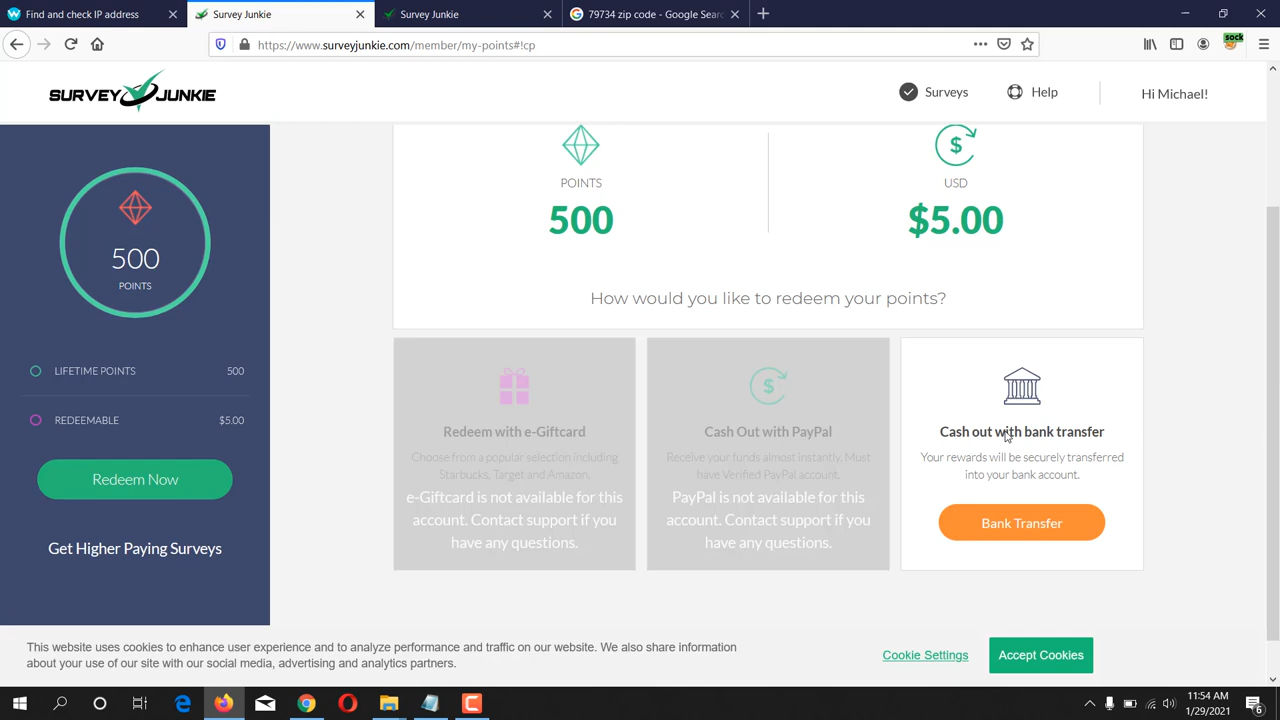 Find and check IP address
Survey Junkie
Survey Junkie
79734 zip code - Google Searc
https://www.surveyjunkie.com/member/my-points#!cp
sock
SURVEY JUNKIE
Surveys
Help
Hi Michael!
500
POINTS
LIFETIME POINTS 500
REDEEMABLE $5.00
Redeem Now
Get Higher Paying Surveys
POINTS
500
USD
$5.00
How would you like to redeem your points?
Redeem with e-Giftcard
Choose from a popular selection including
Starbucks, Target and Amazon.
e-Giftcard is not available for this
account. Contact support if you
have any questions.
Cash Out with PayPal
Receive your funds almost instantly. Must
have Verified PayPal account.
PayPal is not available for this
account. Contact support if you
have any questions.
Cash out with bank transfer
Your rewards will be securely transferred
into your bank account.
Bank Transfer
This website uses cookies to enhance user experience and to analyze performance and traffic on our website. We also share information
about your use of our site with our social media, advertising and analytics partners.
Cookie Settings
Accept Cookies
11:54 AM
1/29/2021
6